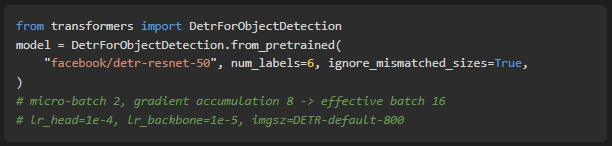 from transformers import DetrForObjectDetection
model = DetrForObjectDetection.from_pretrained(
    "facebook/detr-resnet-50", num_labels=6, ignore_mismatched_sizes=True,
)
# micro-batch 2, gradient accumulation 8 -> effective batch 16
# lr_head=1e-4, lr_backbone=1e-5, imgsz=DETR-default-800